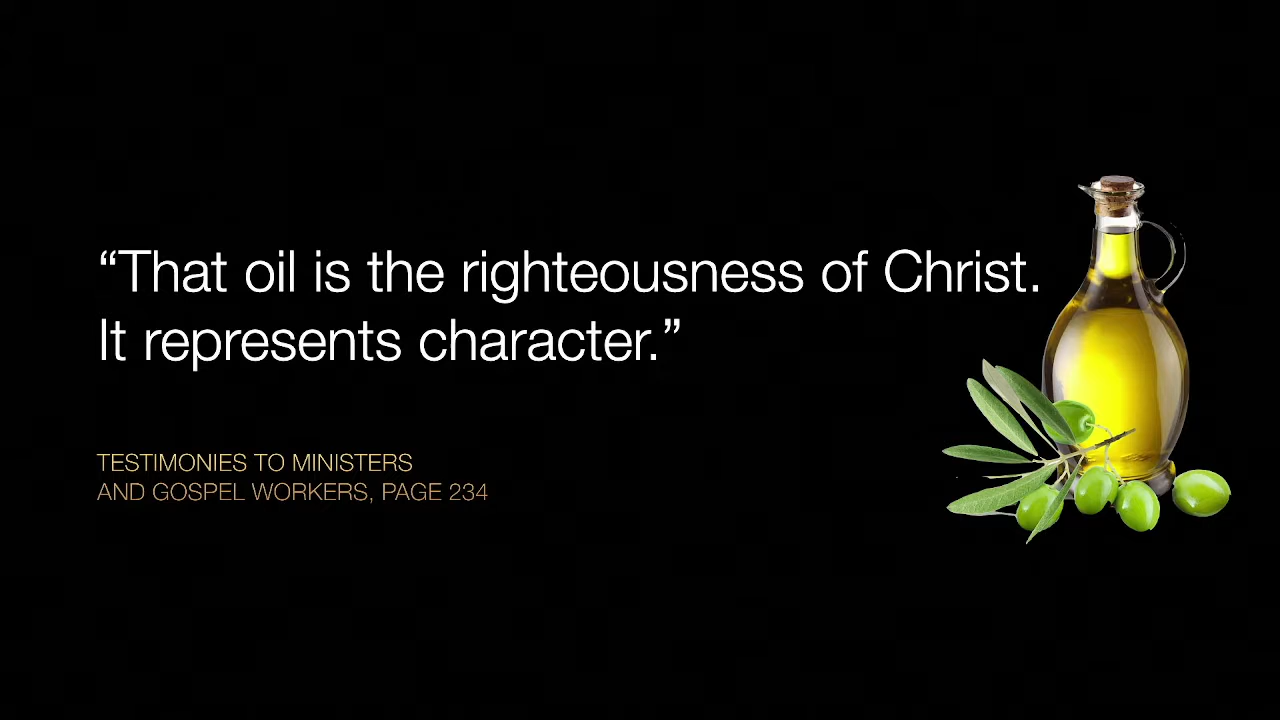 “That oil is the righteousness of Christ.
It represents character.”
TESTIMONIES TO MINISTERS
AND GOSPEL WORKERS, PAGE 234